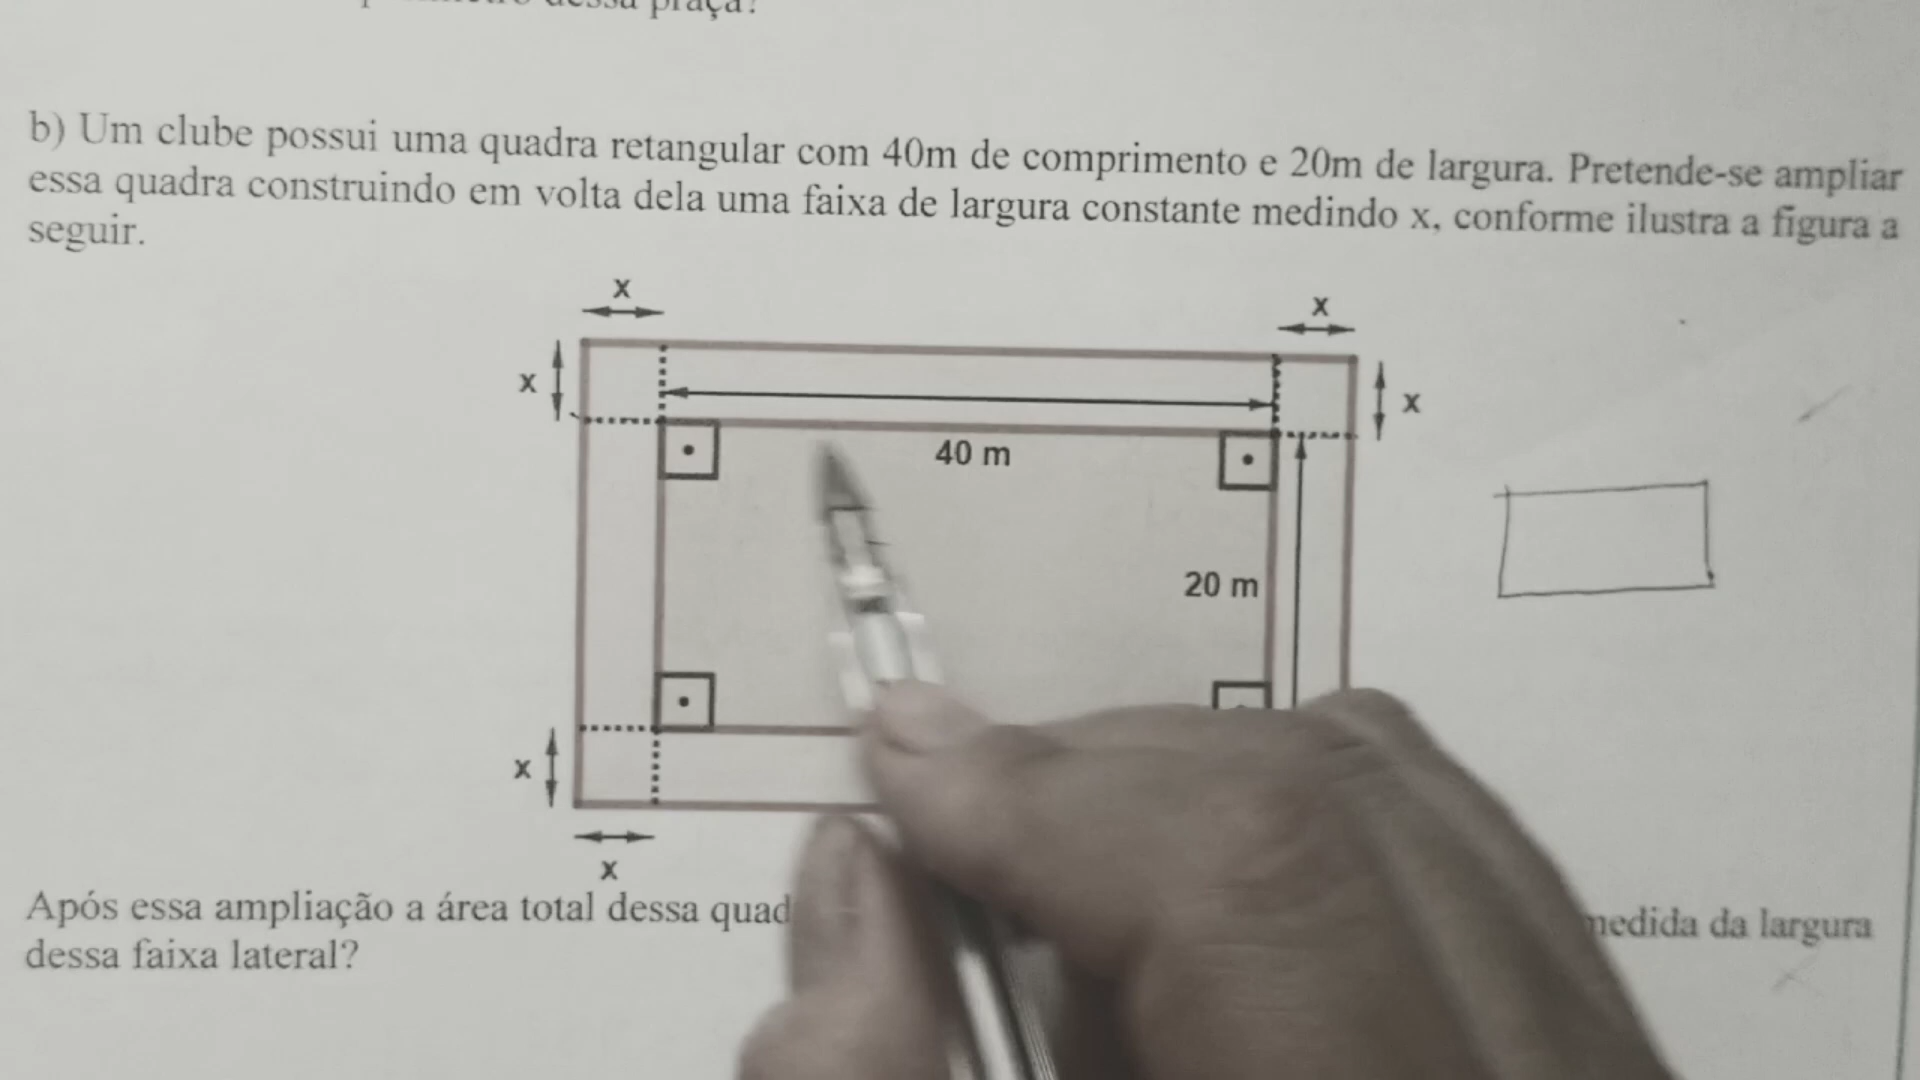 dessa praça?
b) Um clube possui uma quadra retangular com 40m de comprimento e 20m de largura. Pretende-se ampliar
essa quadra construindo em volta dela uma faixa de largura constante medindo x, conforme ilustra a figura a
seguir.
x
x
x
x
40 m
20 m
x
x
Após essa ampliação a área total dessa quad medida da largura
dessa faixa lateral?